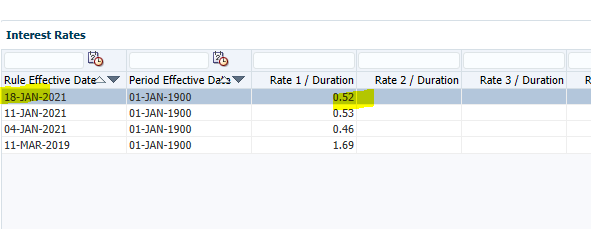 Interest Rates
Rule Effective Date Period Effective Date Rate 1 / Duration Rate 2 / Duration Rate 3 / Duration R
18-JAN-2021 01-JAN-1900 0.52
11-JAN-2021 01-JAN-1900 0.53
04-JAN-2021 01-JAN-1900 0.46
11-MAR-2019 01-JAN-1900 1.69